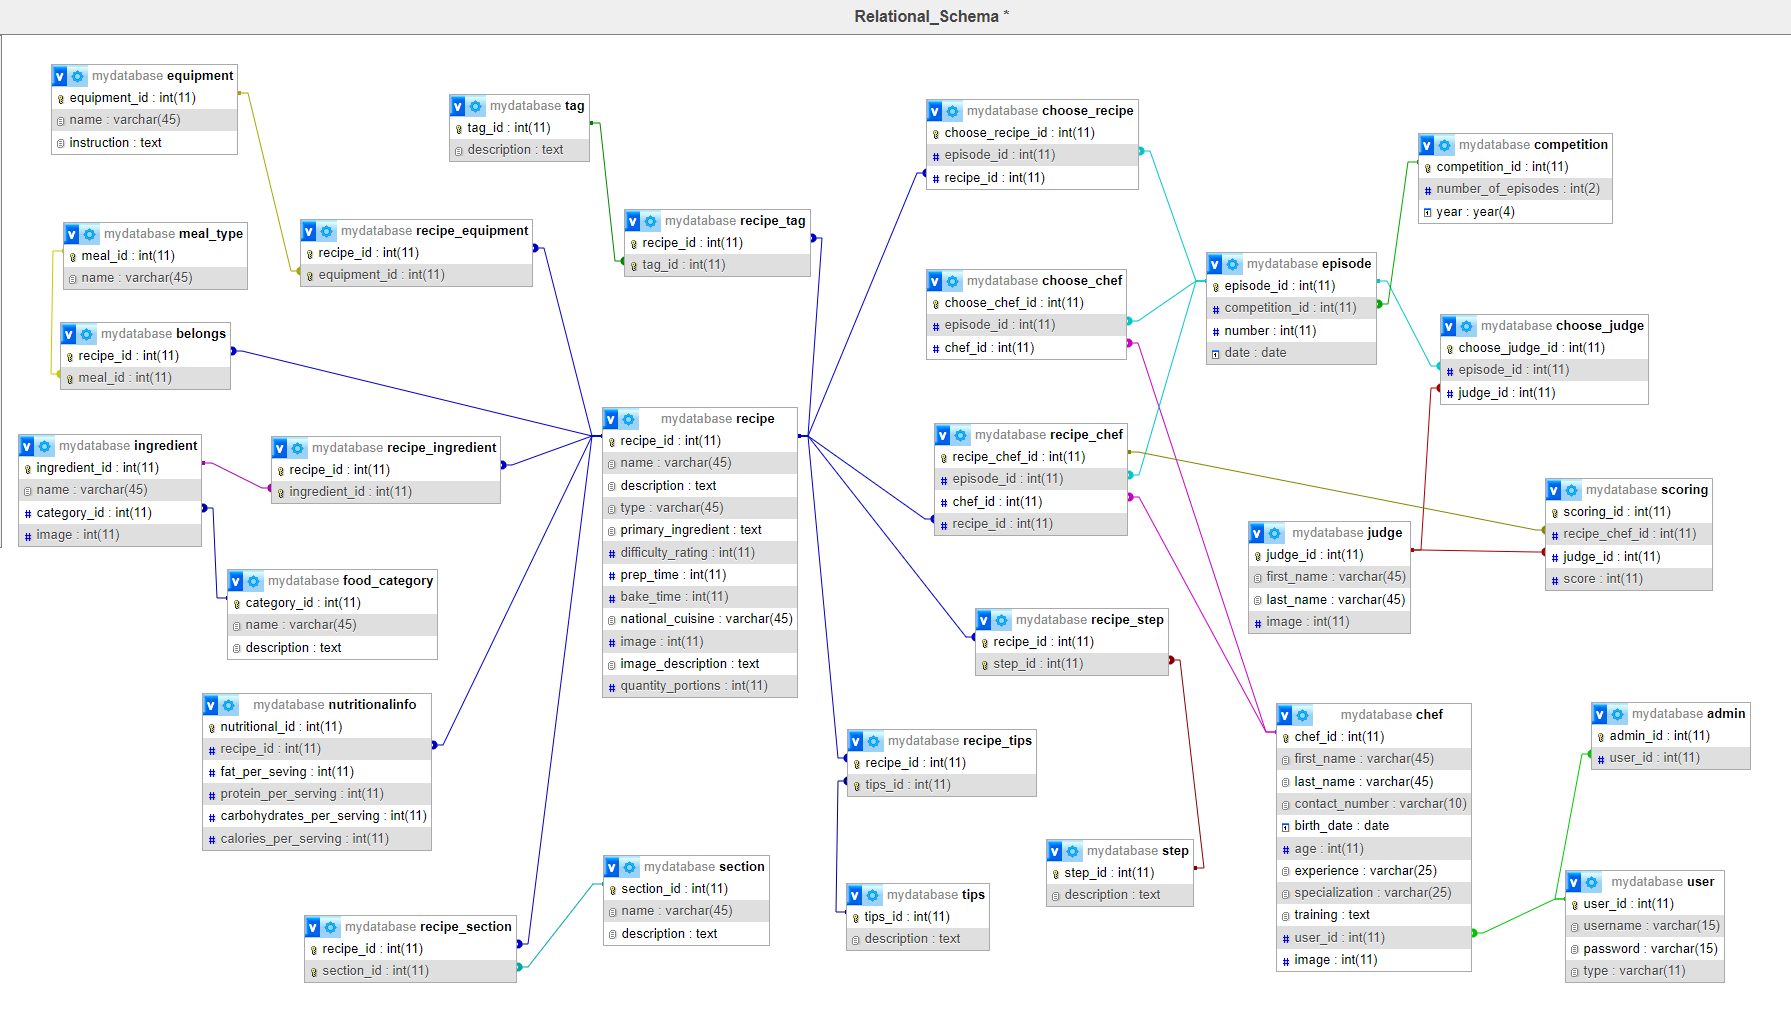 Relational_Schema *
mydatabase equipment
equipment_id : int(11)
name : varchar(45)
instruction : text
mydatabase tag
tag_id : int(11)
description : text
mydatabase choose_recipe
choose_recipe_id : int(11)
episode_id : int(11)
recipe_id : int(11)
mydatabase competition
competition_id : int(11)
number_of_episodes : int(2)
year : year(4)
mydatabase meal_type
meal_id : int(11)
name : varchar(45)
mydatabase recipe_equipment
recipe_id : int(11)
equipment_id : int(11)
mydatabase recipe_tag
recipe_id : int(11)
tag_id : int(11)
mydatabase choose_chef
choose_chef_id : int(11)
episode_id : int(11)
chef_id : int(11)
mydatabase episode
episode_id : int(11)
competition_id : int(11)
number : int(11)
date : date
mydatabase choose_judge
choose_judge_id : int(11)
episode_id : int(11)
judge_id : int(11)
mydatabase belongs
recipe_id : int(11)
meal_id : int(11)
mydatabase ingredient
ingredient_id : int(11)
name : varchar(45)
category_id : int(11)
image : int(11)
mydatabase recipe_ingredient
recipe_id : int(11)
ingredient_id : int(11)
mydatabase recipe
recipe_id : int(11)
name : varchar(45)
description : text
type : varchar(45)
primary_ingredient : text
difficulty_rating : int(11)
prep_time : int(11)
bake_time : int(11)
national_cuisine : varchar(45)
image : int(11)
image_description : text
quantity_portions : int(11)
mydatabase recipe_chef
recipe_chef_id : int(11)
episode_id : int(11)
chef_id : int(11)
recipe_id : int(11)
mydatabase judge
judge_id : int(11)
first_name : varchar(45)
last_name : varchar(45)
image : int(11)
mydatabase scoring
scoring_id : int(11)
recipe_chef_id : int(11)
judge_id : int(11)
score : int(11)
mydatabase food_category
category_id : int(11)
name : varchar(45)
description : text
mydatabase recipe_step
recipe_id : int(11)
step_id : int(11)
mydatabase nutritionalinfo
nutritional_id : int(11)
recipe_id : int(11)
fat_per_seving : int(11)
protein_per_serving : int(11)
carbohydrates_per_serving : int(11)
calories_per_serving : int(11)
mydatabase recipe_tips
recipe_id : int(11)
tips_id : int(11)
mydatabase chef
chef_id : int(11)
first_name : varchar(45)
last_name : varchar(45)
contact_number : varchar(10)
birth_date : date
age : int(11)
experience : varchar(25)
specialization : varchar(25)
training : text
user_id : int(11)
image : int(11)
mydatabase admin
admin_id : int(11)
user_id : int(11)
mydatabase step
step_id : int(11)
description : text
mydatabase section
section_id : int(11)
name : varchar(45)
description : text
mydatabase tips
tips_id : int(11)
description : text
mydatabase user
user_id : int(11)
username : varchar(15)
password : varchar(15)
type : varchar(11)
mydatabase recipe_section
recipe_id : int(11)
section_id : int(11)